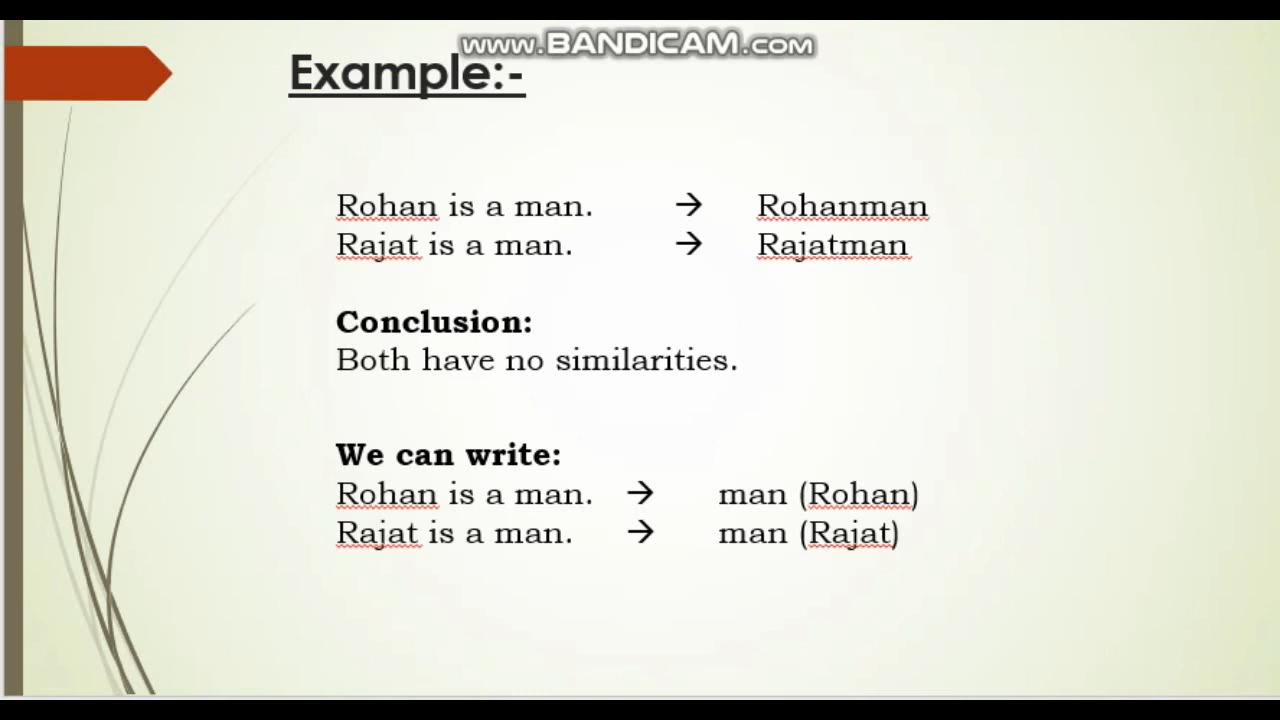 www.BANDICAM.com
Example:-
Rohan is a man. → Rohanman
Rajat is a man. → Rajatman
Conclusion:
Both have no similarities.
We can write:
Rohan is a man. → man (Rohan)
Rajat is a man. → man (Rajat)